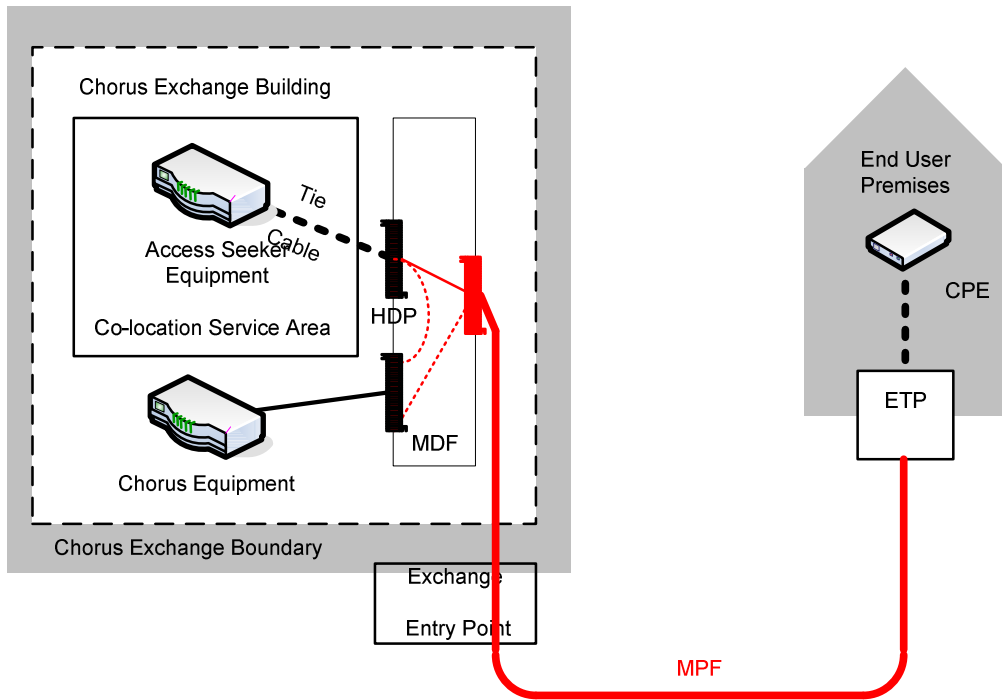 Chorus Exchange Building
Tie
Cable
Access Seeker
Equipment
Co-location Service Area
HDP
MDF
Chorus Equipment
Chorus Exchange Boundary
Exchange
Entry Point
End User
Premises
CPE
ETP
MPF